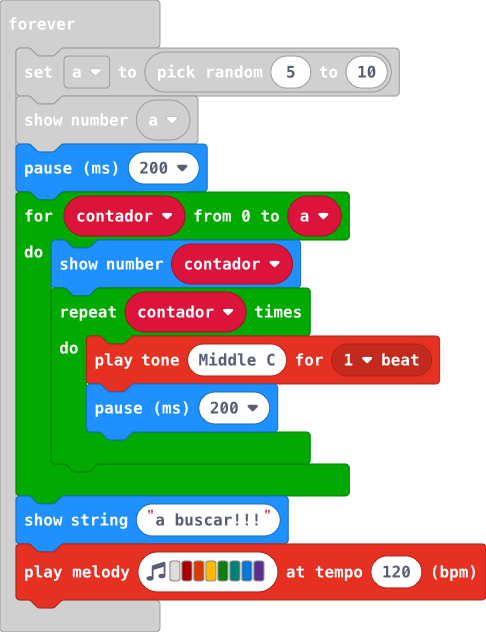 forever
set a to pick random 5 to 10
show number a
pause (ms) 200
for contador from 0 to a
do
show number contador
repeat contador times
do
play tone Middle C for 1 beat
pause (ms) 200
show string "a buscar!!!"
play melody at tempo 120 (bpm)